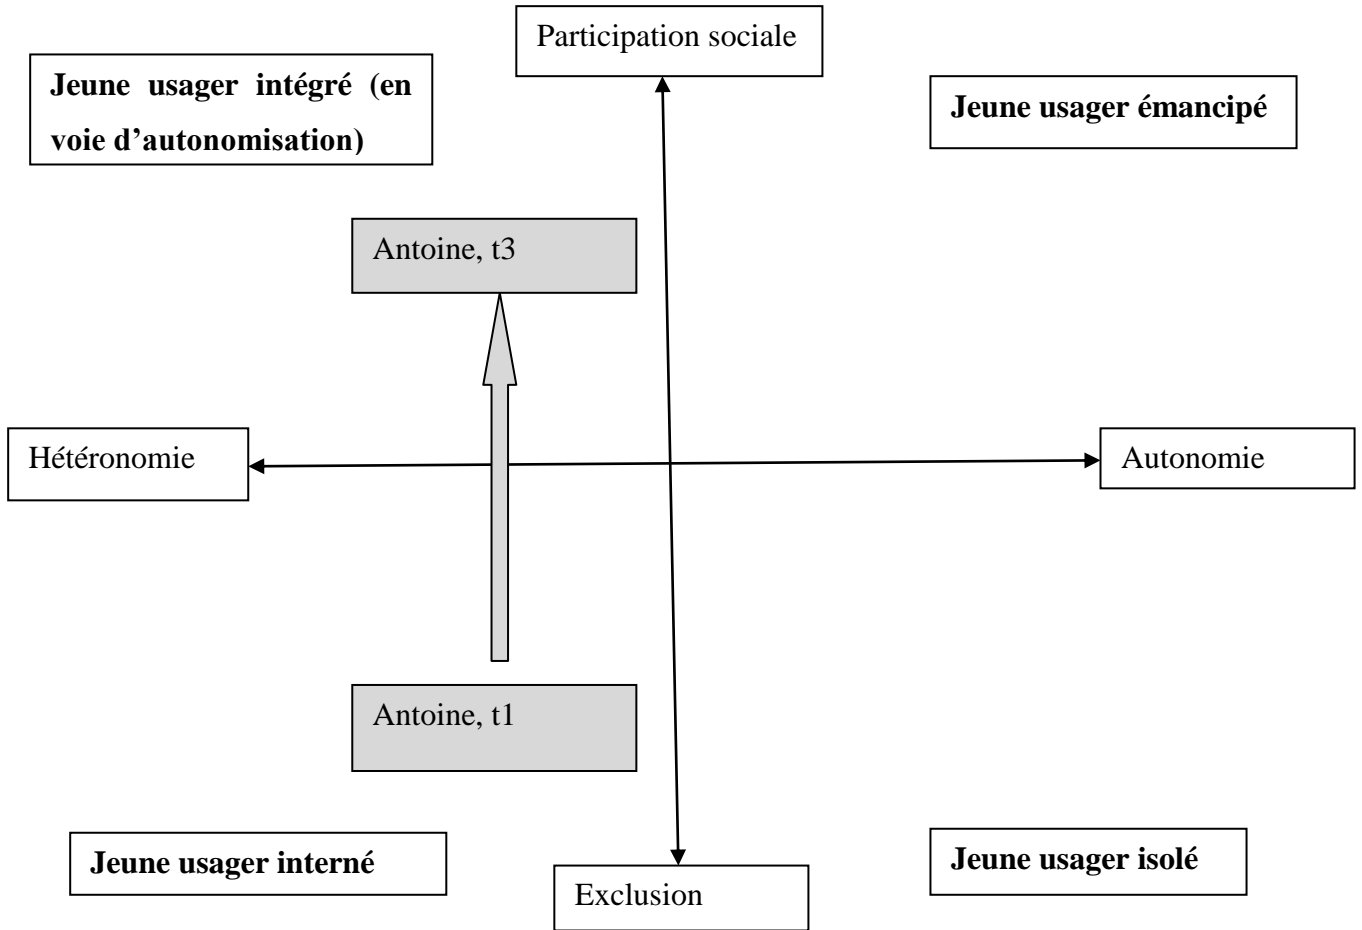 Participation sociale
Jeune usager intégré (en
voie d'autonomisation)
Jeune usager émancipé
Antoine, t3
Hétéronomie
Autonomie
Antoine, t1
Jeune usager interné
Jeune usager isolé
Exclusion